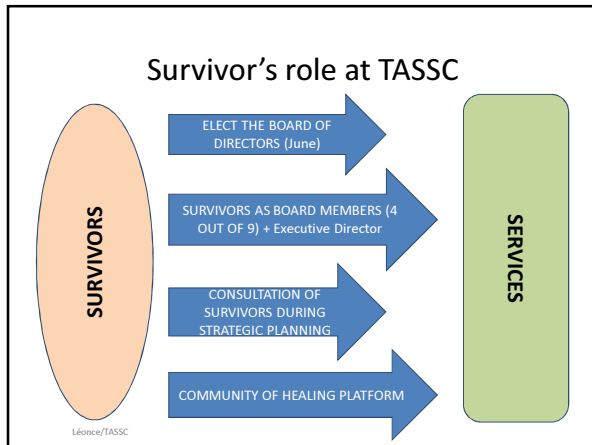 Survivor's role at TASSC
SURVIVORS
ELECT THE BOARD OF
DIRECTORS (June)
SURVIVORS AS BOARD MEMBERS (4
OUT OF 9) + Executive Director
CONSULTATION OF
SURVIVORS DURING
STRATEGIC PLANNING
COMMUNITY OF HEALING PLATFORM
SERVICES
Léonce/TASSC